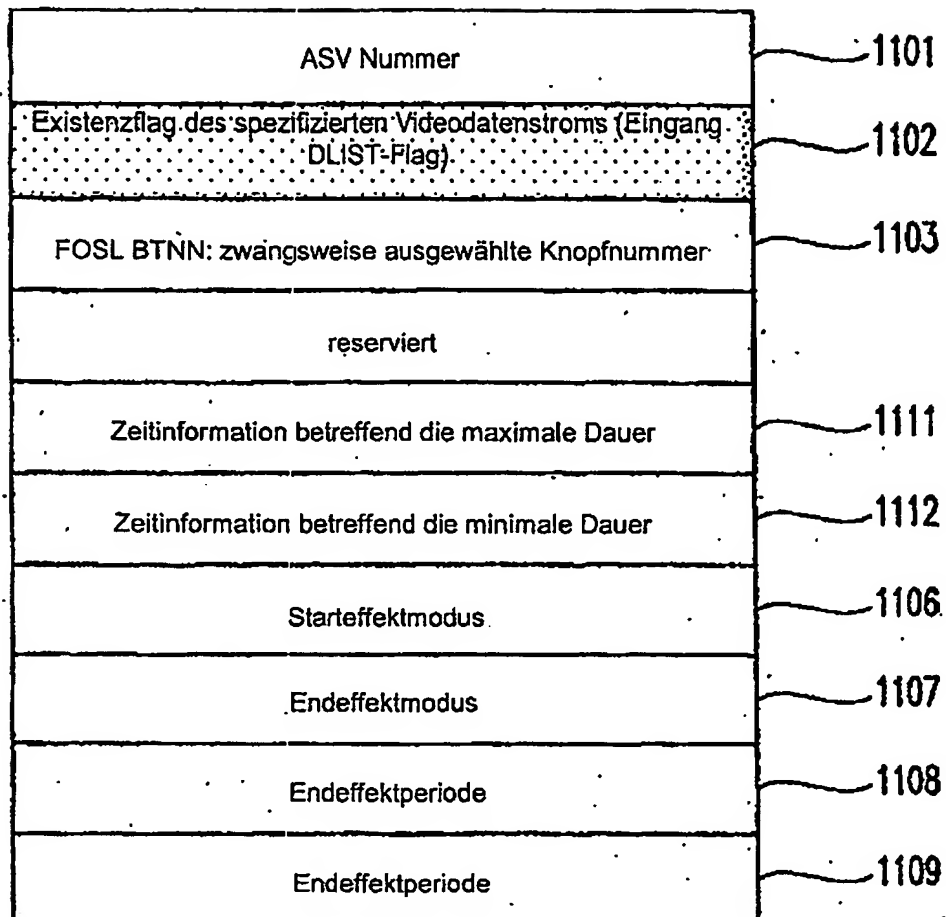 ASV Nummer
1101
Existenzflag des spezifizierten Videodatenstroms (Eingang
DLIST-Flag)
1102
FOSL BTNN: zwangsweise ausgewählte Knopfnummer
1103
reserviert
Zeitinformation betreffend die maximale Dauer
1111
Zeitinformation betreffend die minimale Dauer
1112
Starteffektmodus
1106
Endeffektmodus
1107
Endeffektperiode
1108
Endeffektperiode
1109